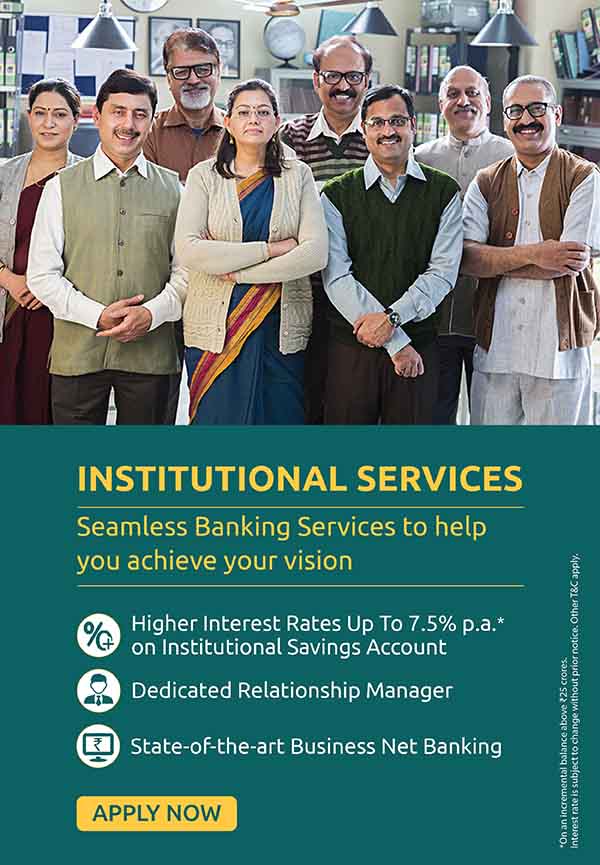 INSTITUTIONAL SERVICES
Seamless Banking Services to help
you achieve your vision
Higher Interest Rates Up To 7.5% p.a.*
on Institutional Savings Account
Dedicated Relationship Manager
₹
State-of-the-art Business Net Banking
APPLY NOW
*On an incremental balance above ₹25 crores.
Interest rate is subject to change without prior notice. Other T&C apply.